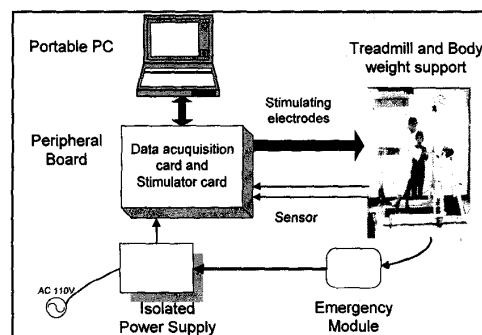 Portable PC
Treadmill and Body
weight support
Stimulating
electrodes
Peripheral
Board
Data acuquisition
card and
Stimulator card
Sensor
AC 110V
Isolated
Power Supply
Emergency
Module